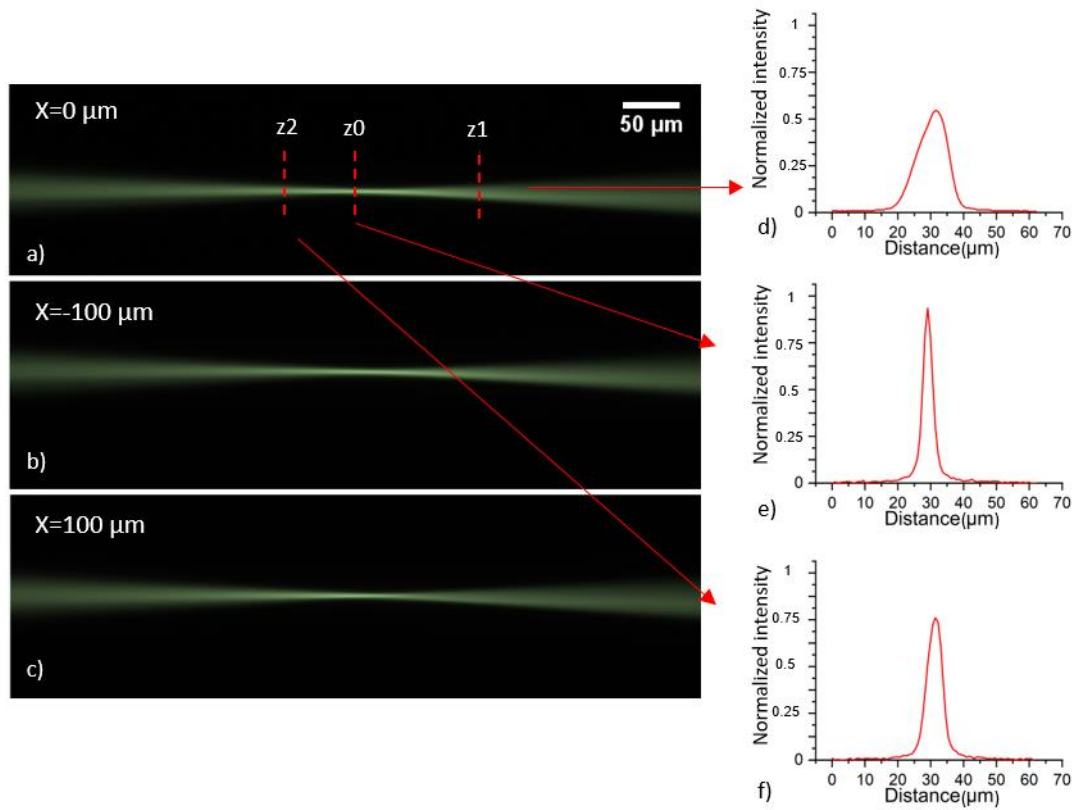 X=0 µm
z2
z0
z1
50 µm
a)
X=-100 µm
b)
X=100 µm
c)
Normalized intensity
1
0.75
0.5
0.25
0
0 10 20 30 40 50 60 70
Distance(µm)
d)
Normalized intensity
1
0.75
0.5
0.25
0
0 10 20 30 40 50 60 70
Distance(µm)
e)
Normalized intensity
1
0.75
0.5
0.25
0
0 10 20 30 40 50 60 70
Distance(µm)
f)